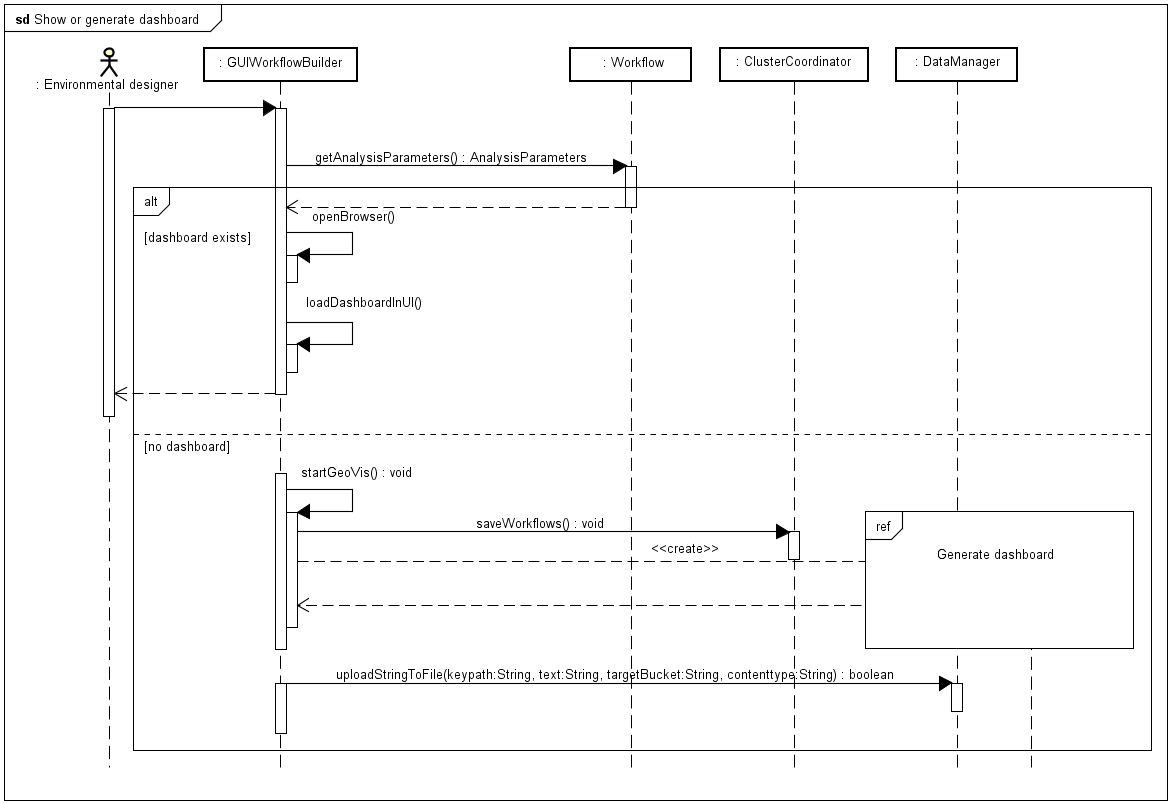 sd Show or generate dashboard
: GUIWorkflowBuilder
: Workflow
: ClusterCoordinator
: DataManager
: Environmental designer
getAnalysisParameters() : AnalysisParameters
alt
openBrowser()
[dashboard exists]
loadDashboardInUI()
[no dashboard]
startGeoVis() : void
saveWorkflows() : void
ref
<<create>>
Generate dashboard
uploadStringToFile(keypath:String, text:String, targetBucket:String, contenttype:String) : boolean